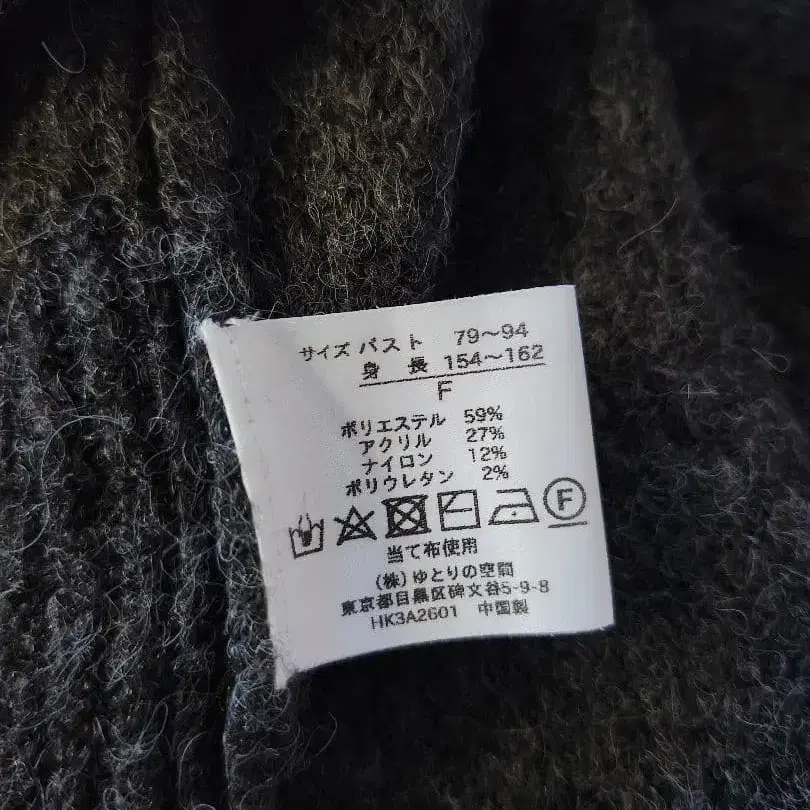 サイズ バスト 79〜94
身長 154〜162
F
ポリエステル 59%
アクリル 27%
ナイロン 12%
ポリウレタン 2%
F
当て布使用
(株)ゆとりの空間
東京都目黒区碑文谷5-9-8
HK3A2601 中国製